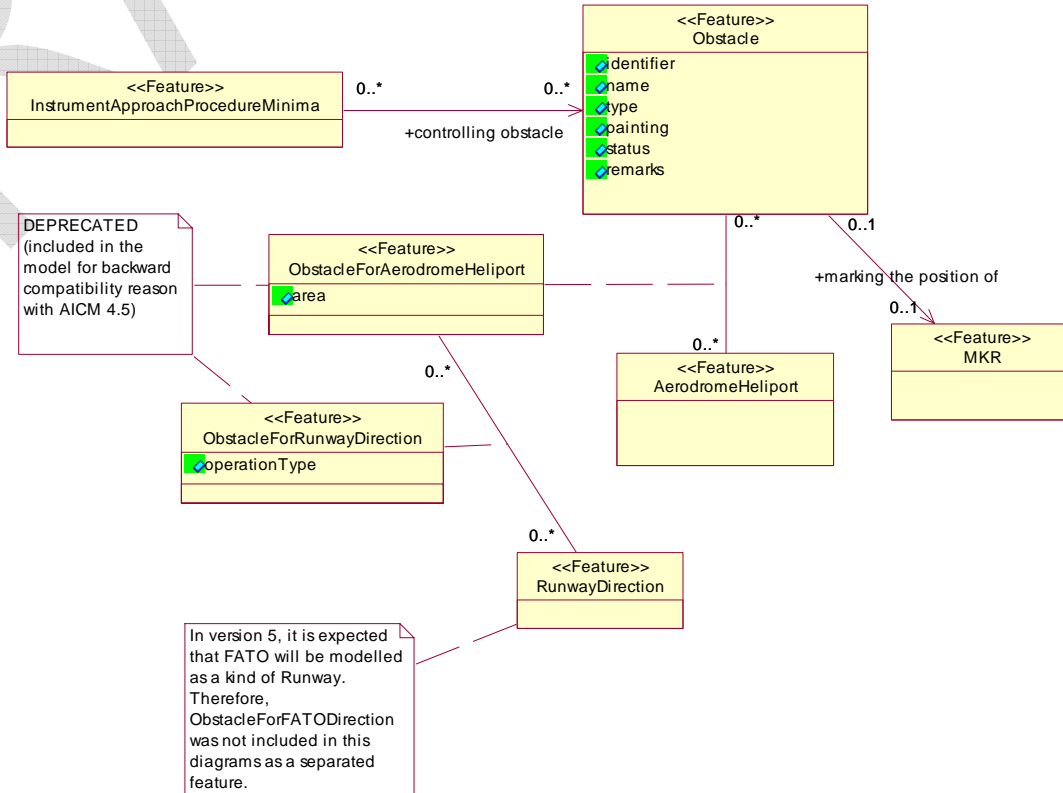 <<Feature>>
Obstacle
identifier
name
type
painting
status
remarks
<<Feature>>
InstrumentApproachProcedureMinima
0..*
0..*
+controlling obstacle
DEPRECATED
(included in the
model for backward
compatibility reason
with AICM 4.5)
<<Feature>>
ObstacleForAerodromeHeliport
area
0..*
0..1
+marking the position of
0..1
<<Feature>>
MKR
0..*
<<Feature>>
AerodromeHeliport
0..*
<<Feature>>
ObstacleForRunwayDirection
operationType
0..*
<<Feature>>
RunwayDirection
In version 5, it is expected
that FATO will be modelled
as a kind of Runway.
Therefore,
ObstacleForFATODirection
was not included in this
diagrams as a separated
feature.